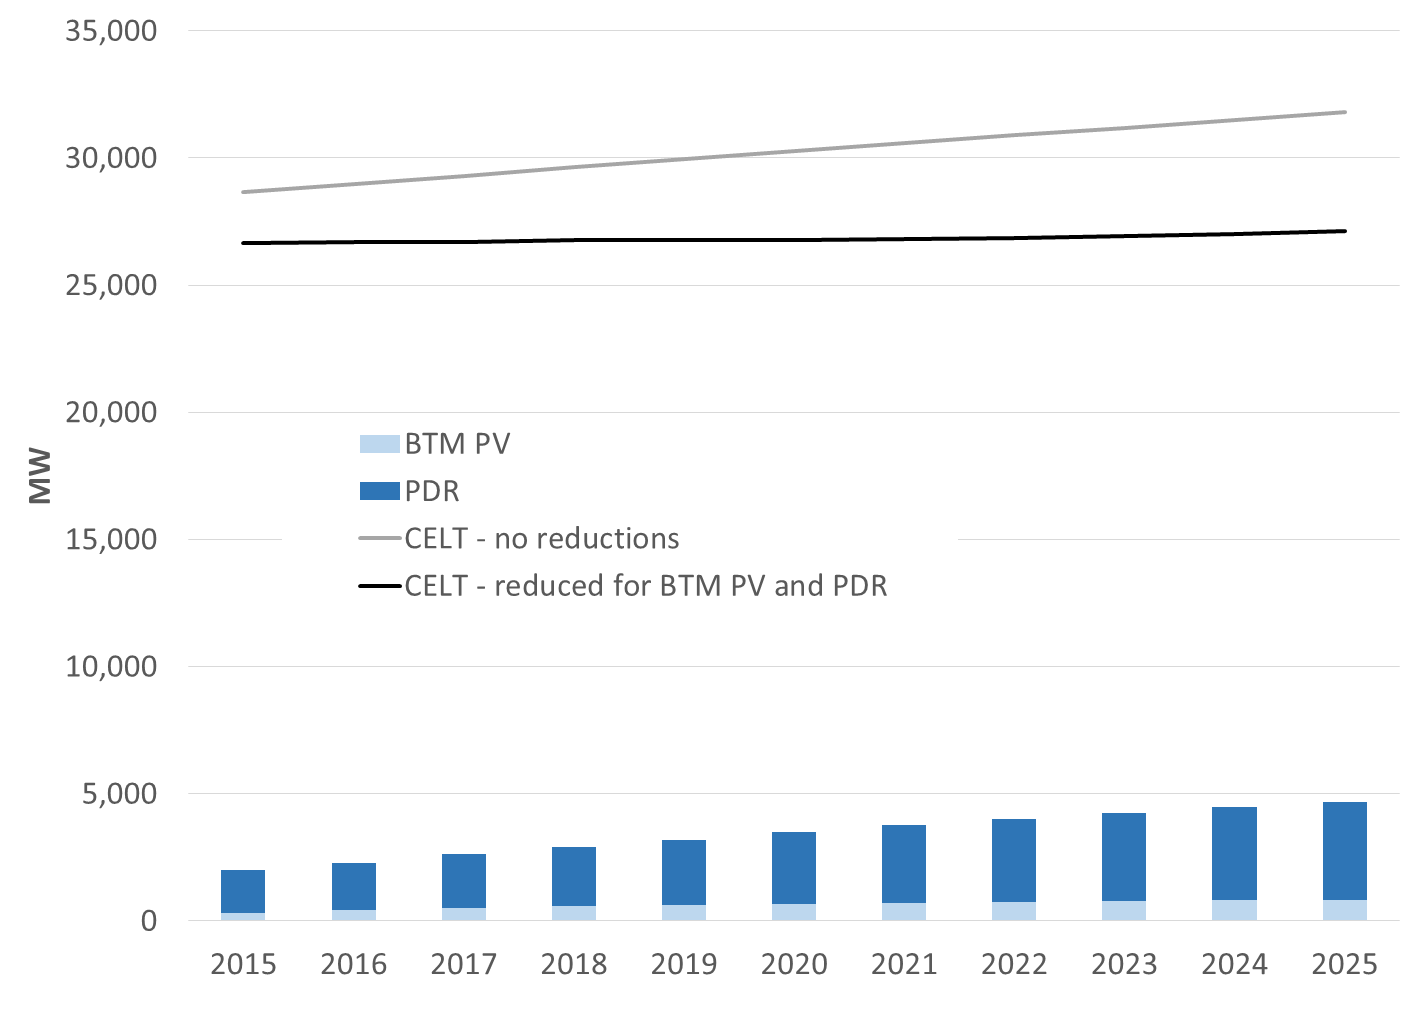 35,000
30,000
25,000
20,000
15,000
10,000
5,000
0
MW
BTM PV
PDR
CELT - no reductions
CELT - reduced for BTM PV and PDR
2015 2016 2017 2018 2019 2020 2021 2022 2023 2024 2025